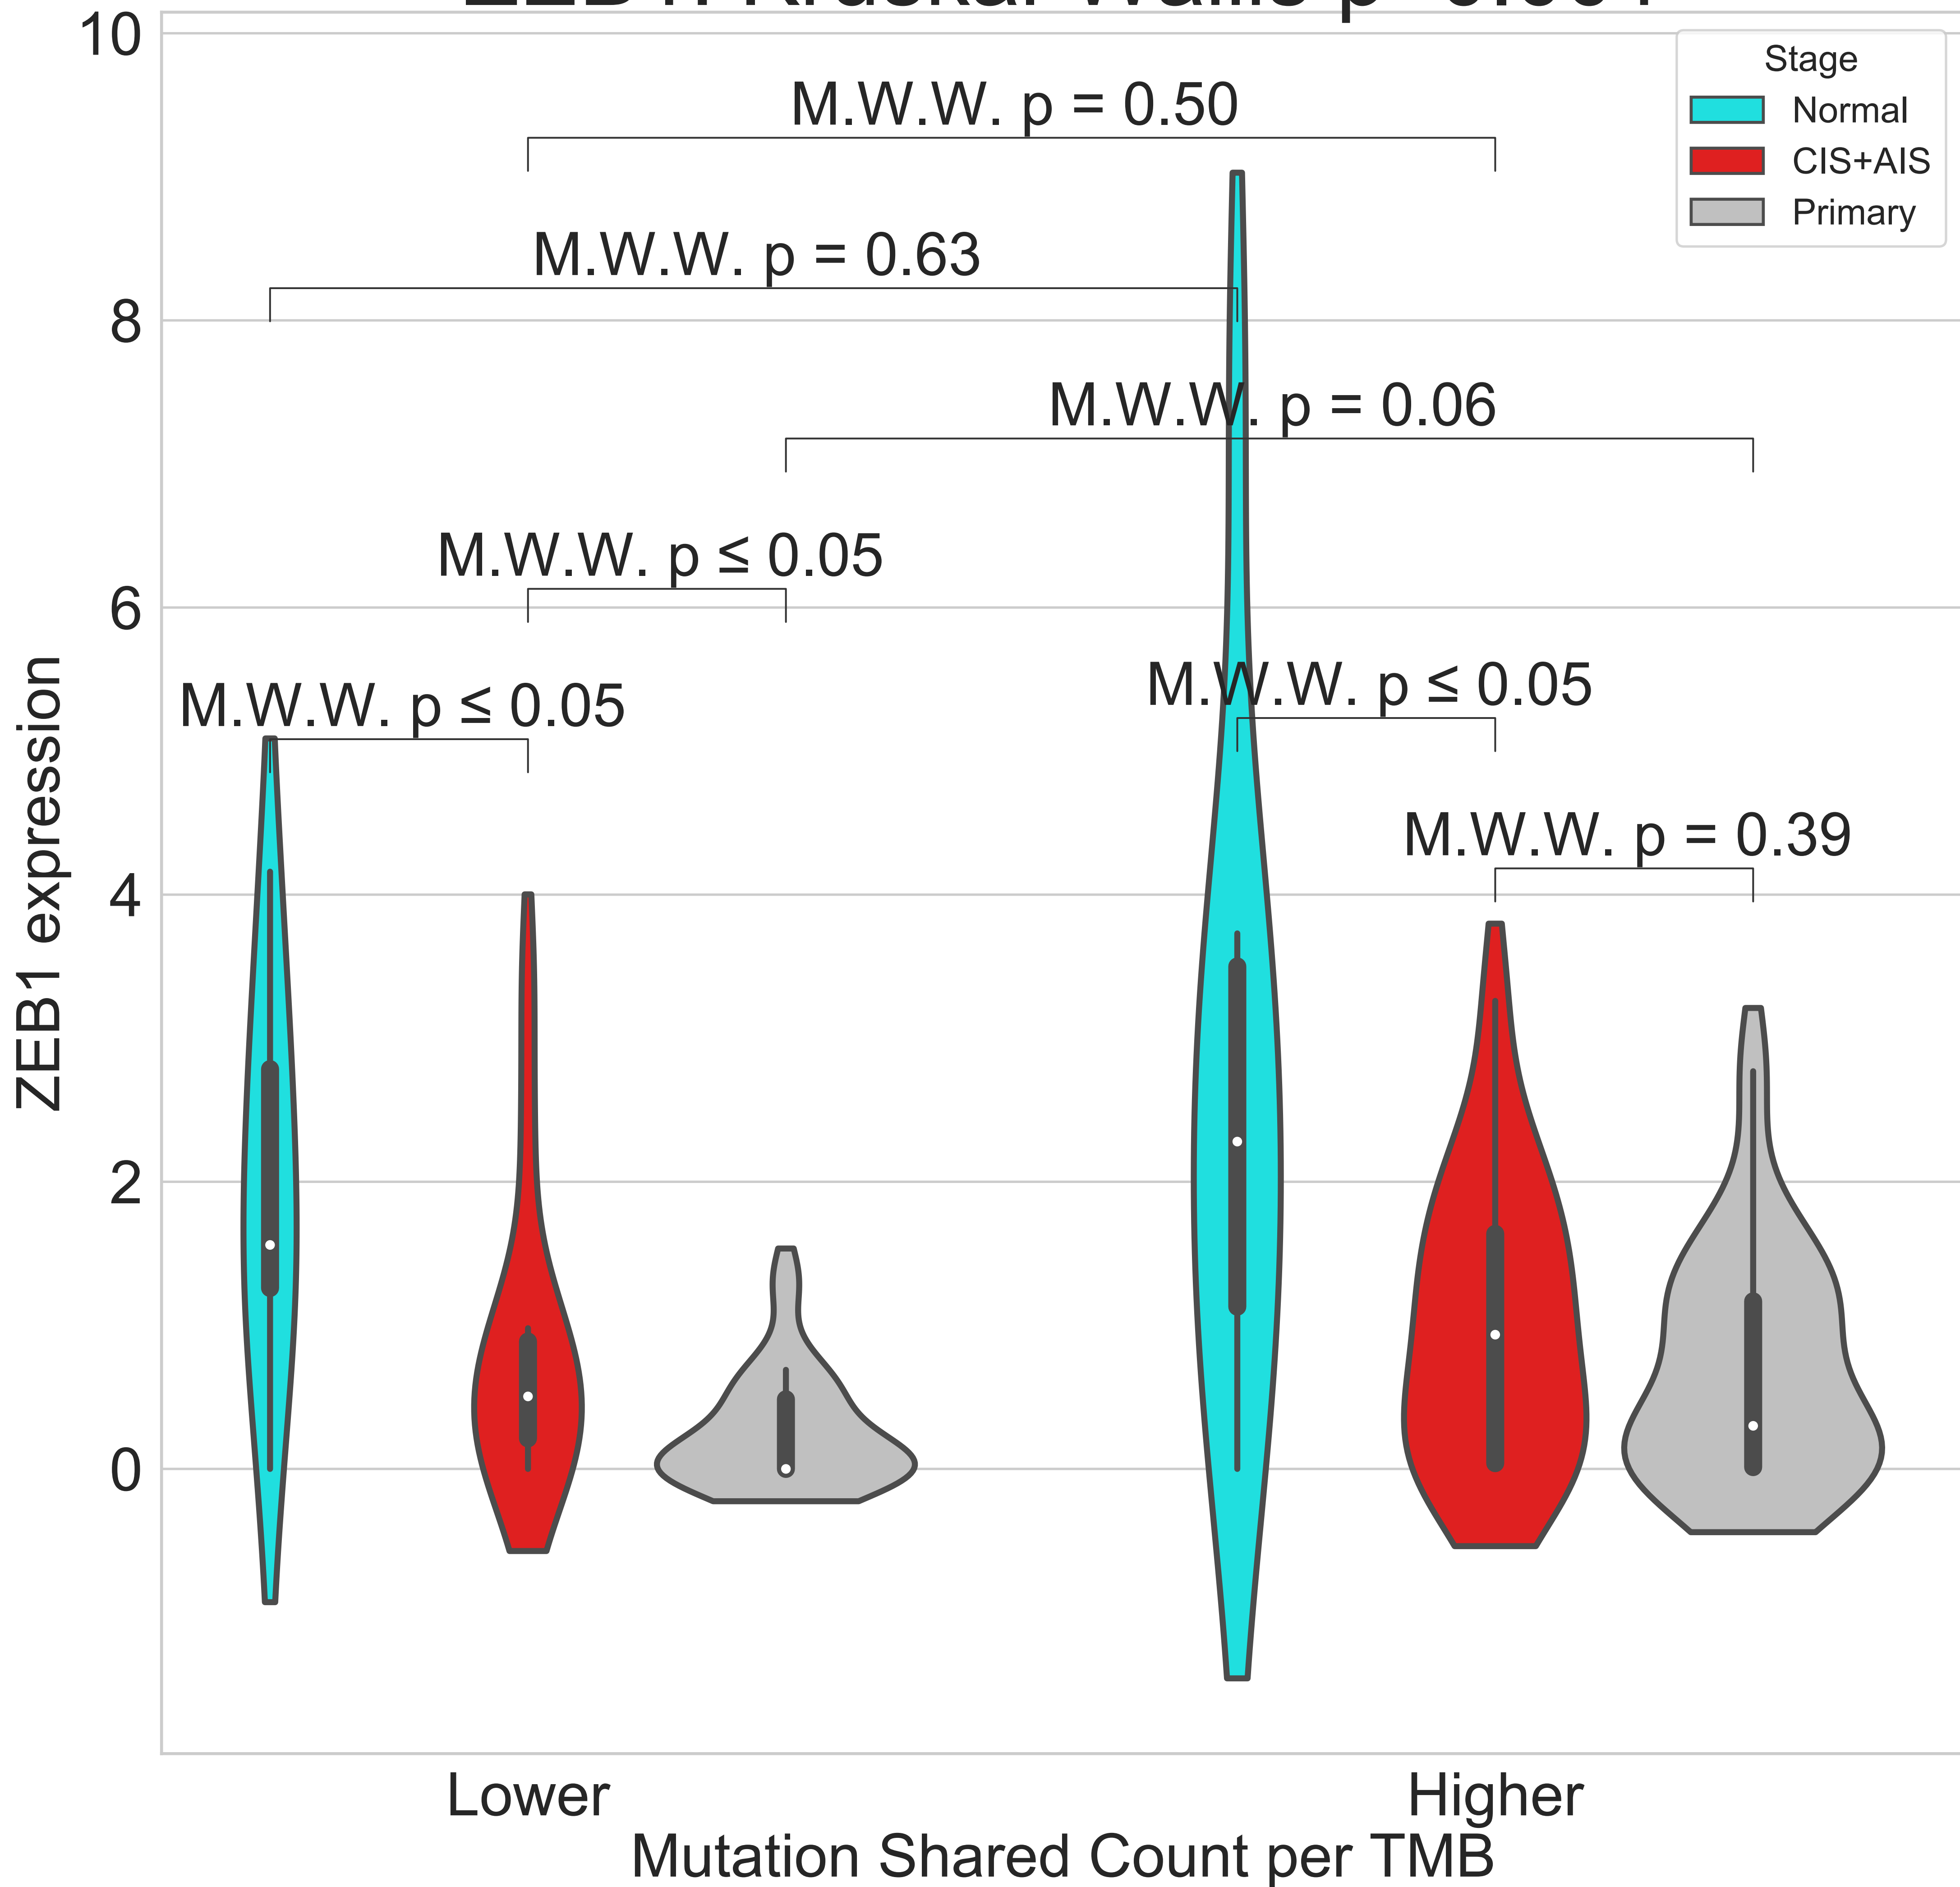 10
8
6
4
2
0
ZEB1 expression
M.W.W. p = 0.50
M.W.W. p = 0.63
M.W.W. p = 0.06
M.W.W. p ≤ 0.05
M.W.W. p ≤ 0.05
M.W.W. p ≤ 0.05
M.W.W. p = 0.39
Stage
Normal
CIS+AIS
Primary
Lower
Higher
Mutation Shared Count per TMB